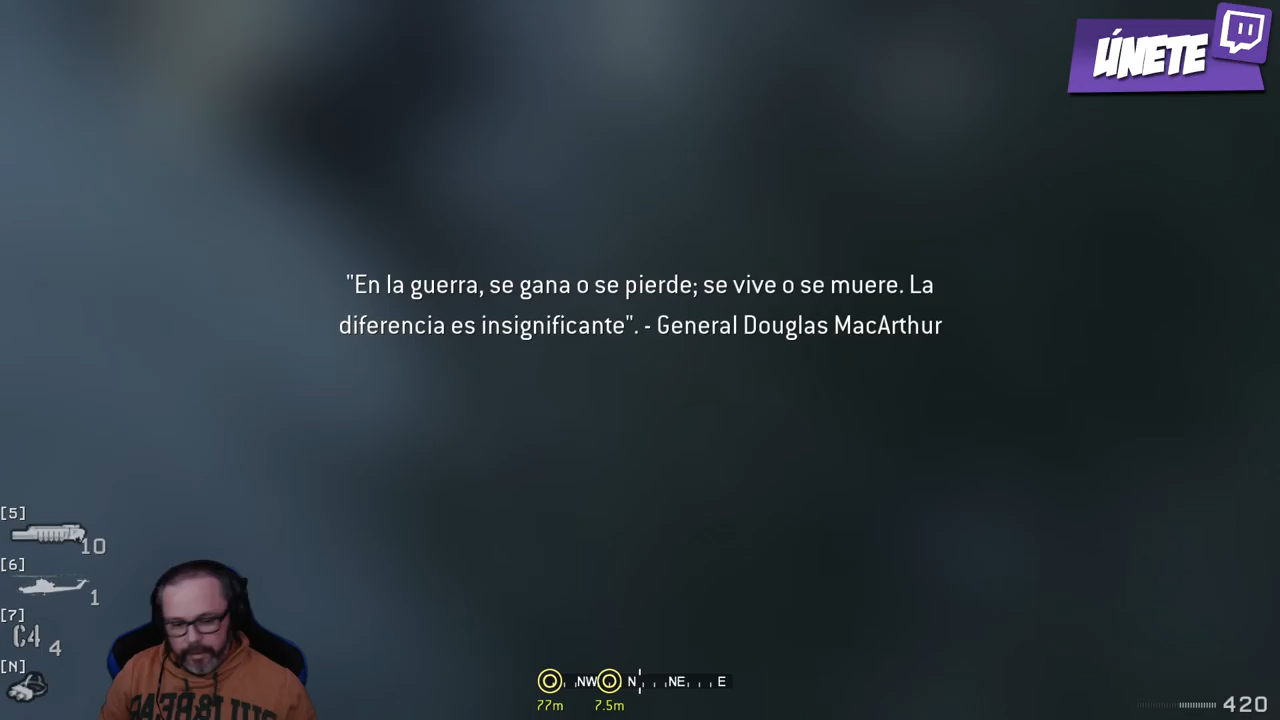 ÚNETE
"En la guerra, se gana o se pierde; se vive o se muere. La
diferencia es insignificante". - General Douglas MacArthur
[5]
10
[6]
1
[7]
C4 4
[N]
NW N NE E
77m 7.5m
420